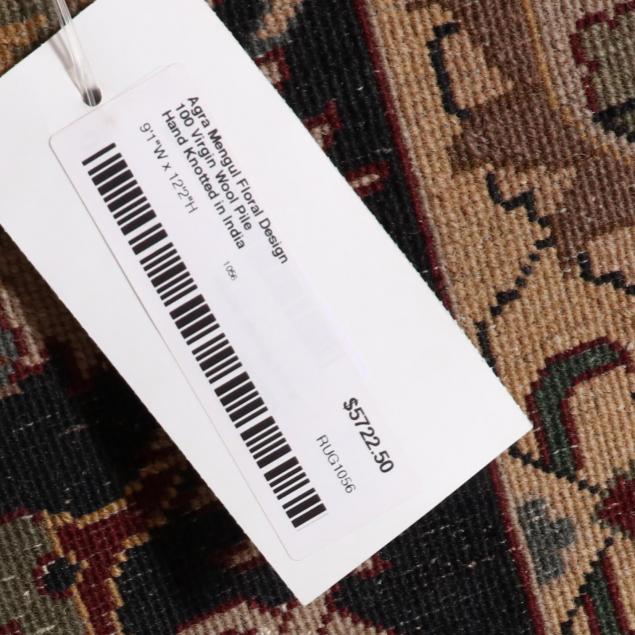 Agra Mengul Floral Design
100 Virgin Wool Pile
Hand Knotted in India
9'1"W x 12'2"H
1056
$5722.50
RUG1056